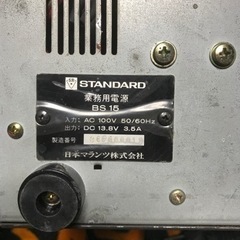 STANDARD
業務用電源
BS 15
入力: AC 100V 50/60Hz
出力: DC 13.8V 3.5A
製造番号
日本マランツ株式会社